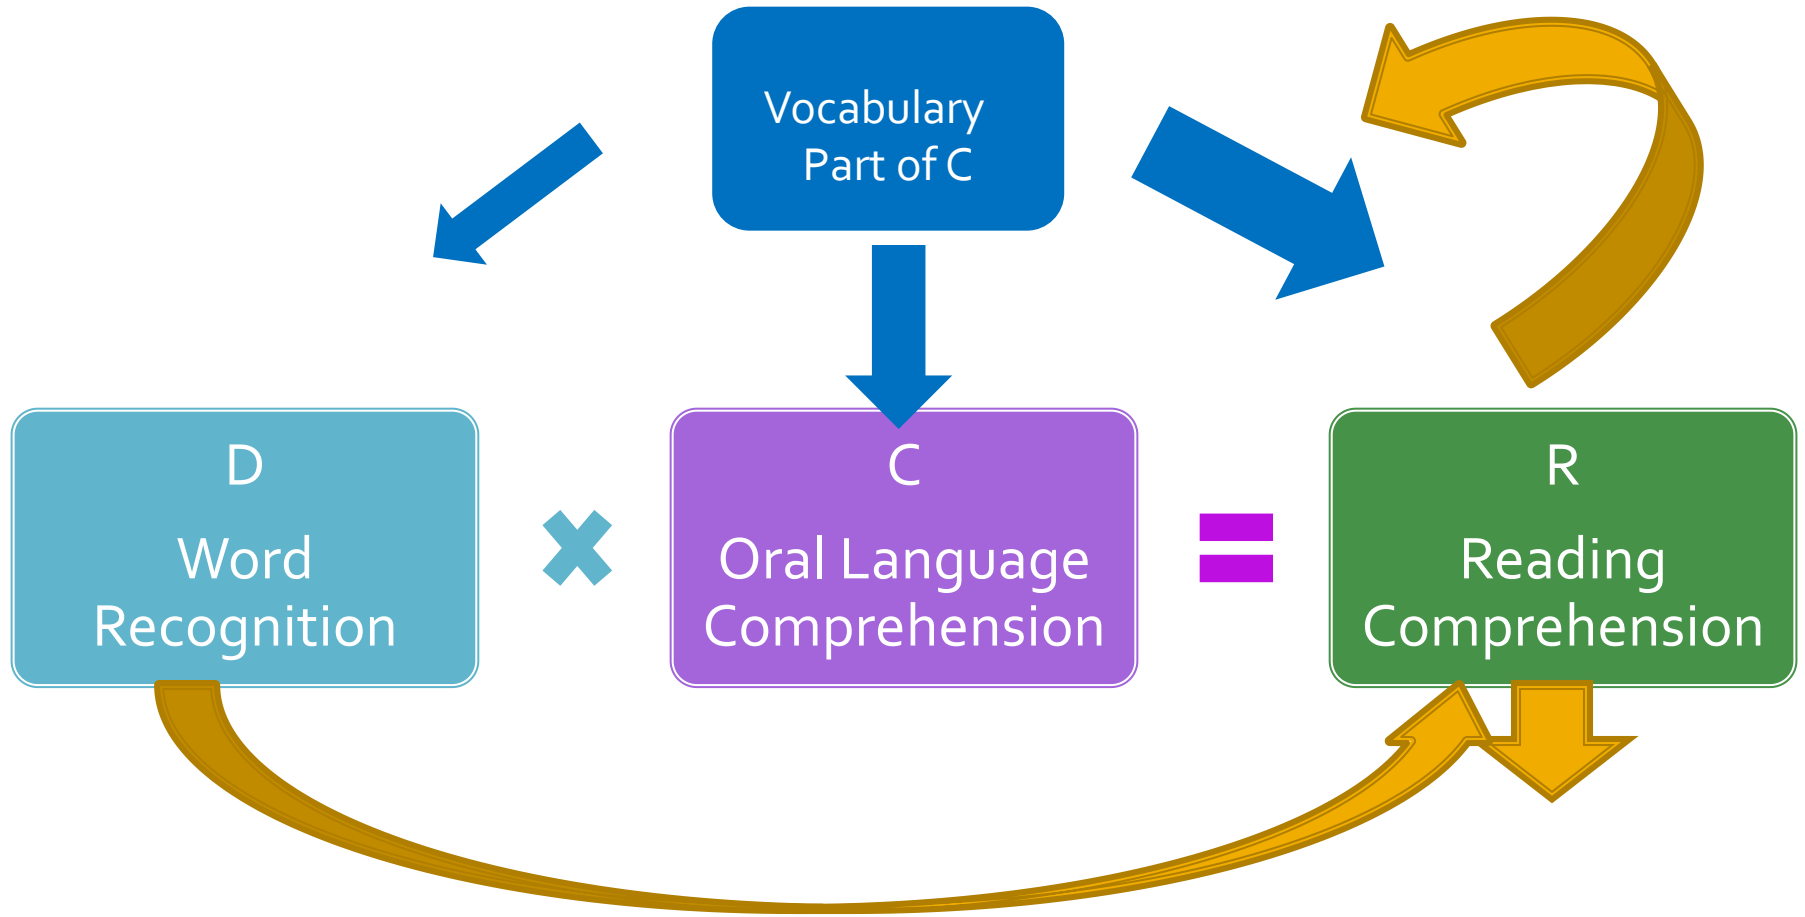 Vocabulary
Part of C
D
Word
Recognition
C
Oral Language
Comprehension
R
Reading
Comprehension